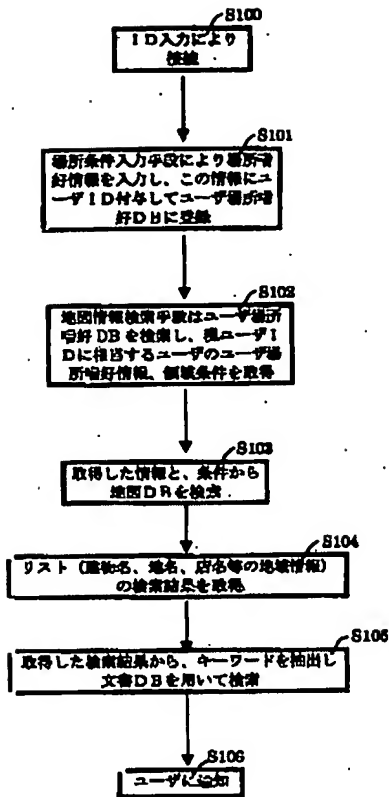 S100
ID入力により
接続
S101
場所条件入力手段により場所嗜
好情報を入力し、この情報にユ
ーザID付与してユーザ場所嗜
好DBに登録
S102
地図情報検索手段はユーザ場所
嗜好DBを検索し、現ユーザI
Dに相当するユーザのユーザ場
所嗜好情報、領域条件を取得
S103
取得した情報と、条件から
地図DBを検索
S104
リスト(建物名、地名、店名等の地域情報)
の検索結果を取得
S105
取得した検索結果から、キーワードを抽出し
文書DBを用いて検索
S106
ユーザに通知